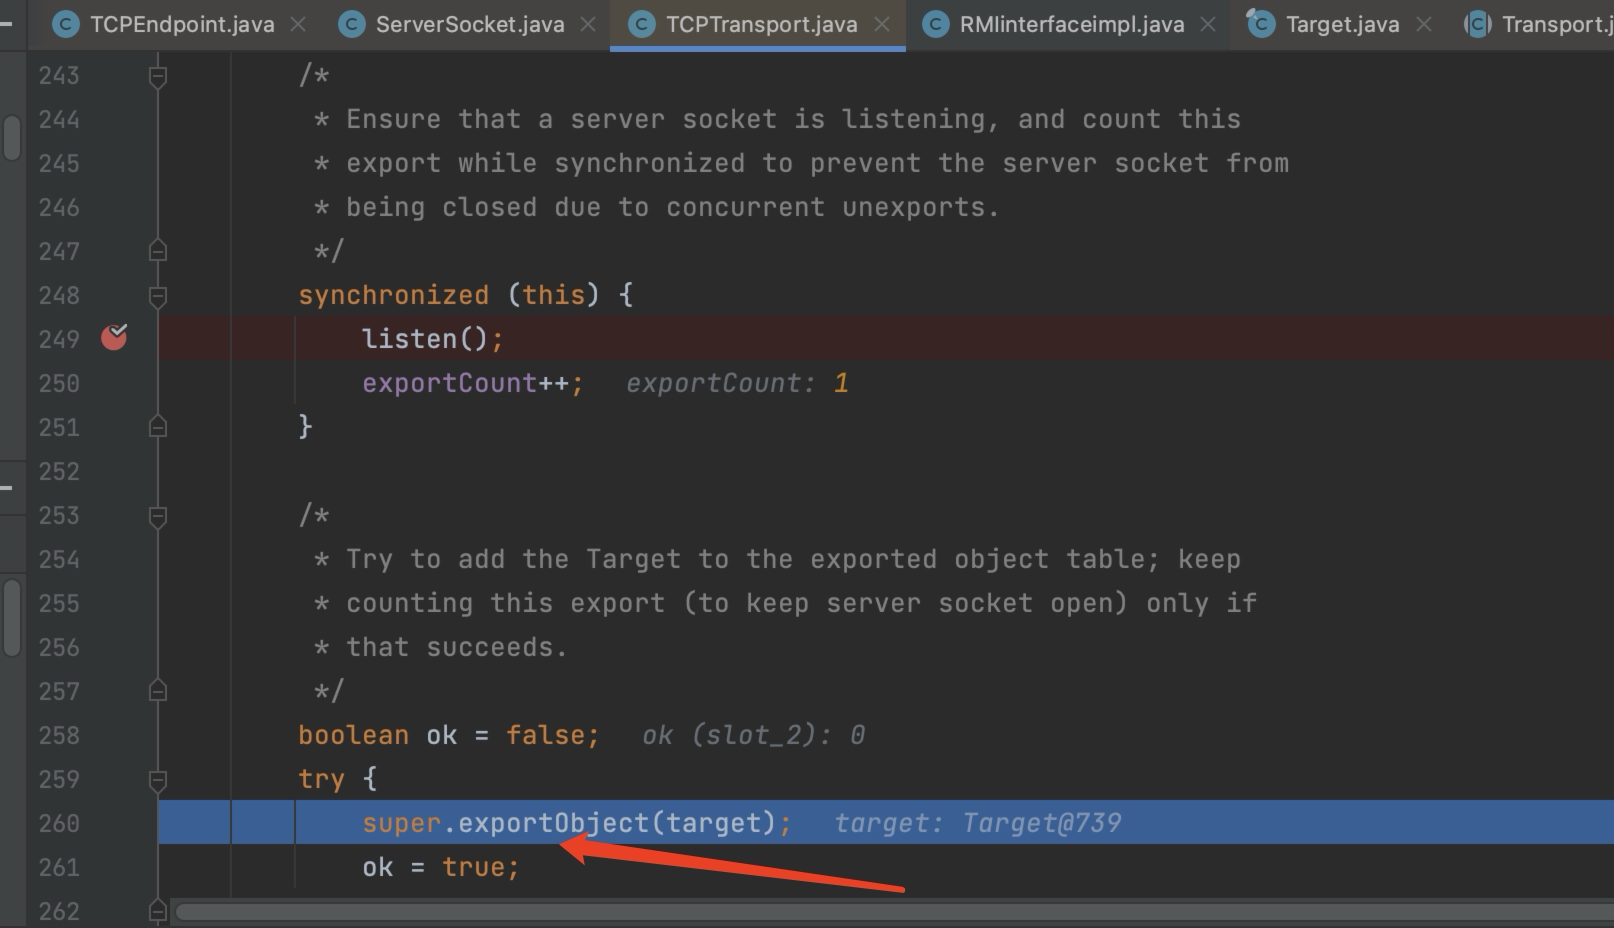 TCPEndpoint.java ServerSocket.java TCPTransport.java RMIinterfaceimpl.java Target.java Transport.j
243 /*
244 * Ensure that a server socket is listening, and count this
245 * export while synchronized to prevent the server socket from
246 * being closed due to concurrent unexports.
247 */
248 synchronized (this) {
249 listen();
250 exportCount++; exportCount: 1
251 }
252
253 /*
254 * Try to add the Target to the exported object table; keep
255 * counting this export (to keep server socket open) only if
256 * that succeeds.
257 */
258 boolean ok = false; ok (slot_2): 0
259 try {
260 super.exportObject(target); target: Target@739
261 ok = true;
262